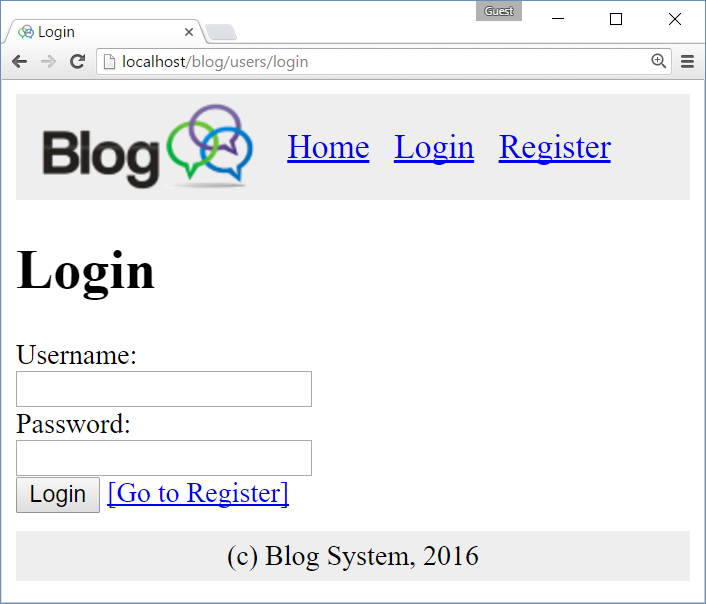 Guest
Login
localhost/blog/users/login
Blog Home Login Register
Login
Username:
Password:
Login [Go to Register]
(c) Blog System, 2016